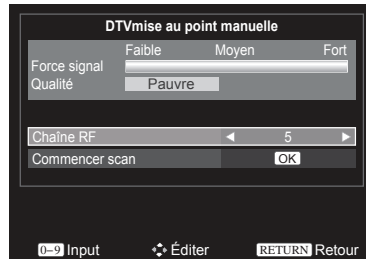 DTVmise au point manuelle
Faible Moyen Fort
Force signal
Qualité Pauvre
Chaîne RF ◀ 5 ▶
Commencer scan OK
0–9 Input Éditer RETURN Retour